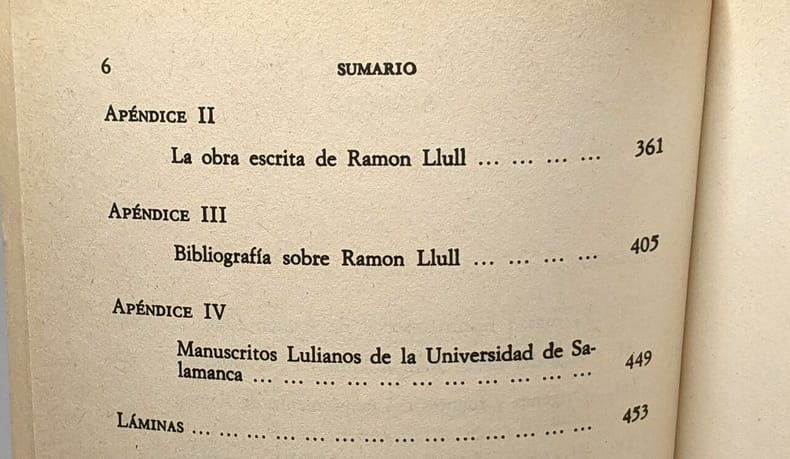 6 SUMARIO
APÉNDICE II
La obra escrita de Ramon Llull ... ... ... ... 361
APÉNDICE III
Bibliografía sobre Ramon Llull ... ... ... ... 405
APÉNDICE IV
Manuscritos Lulianos de la Universidad de Sa-
lamanca ... ... ... ... ... ... ... ... ... ... ... 449
LÁMINAS ... ... ... ... ... ... ... ... ... ... ... ... ... 453